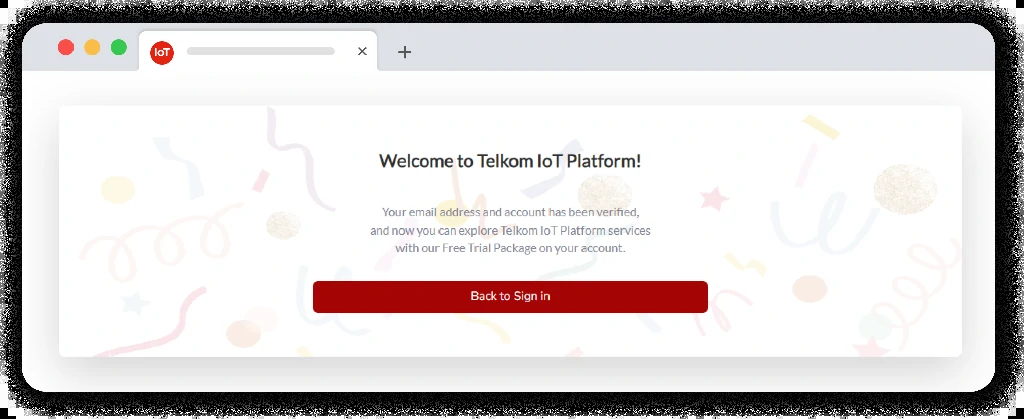 IoT
Welcome to Telkom IoT Platform!
Your email address and account has been verified,
and now you can explore Telkom IoT Platform services
with our Free Trial Package on your account.
Back to Sign in